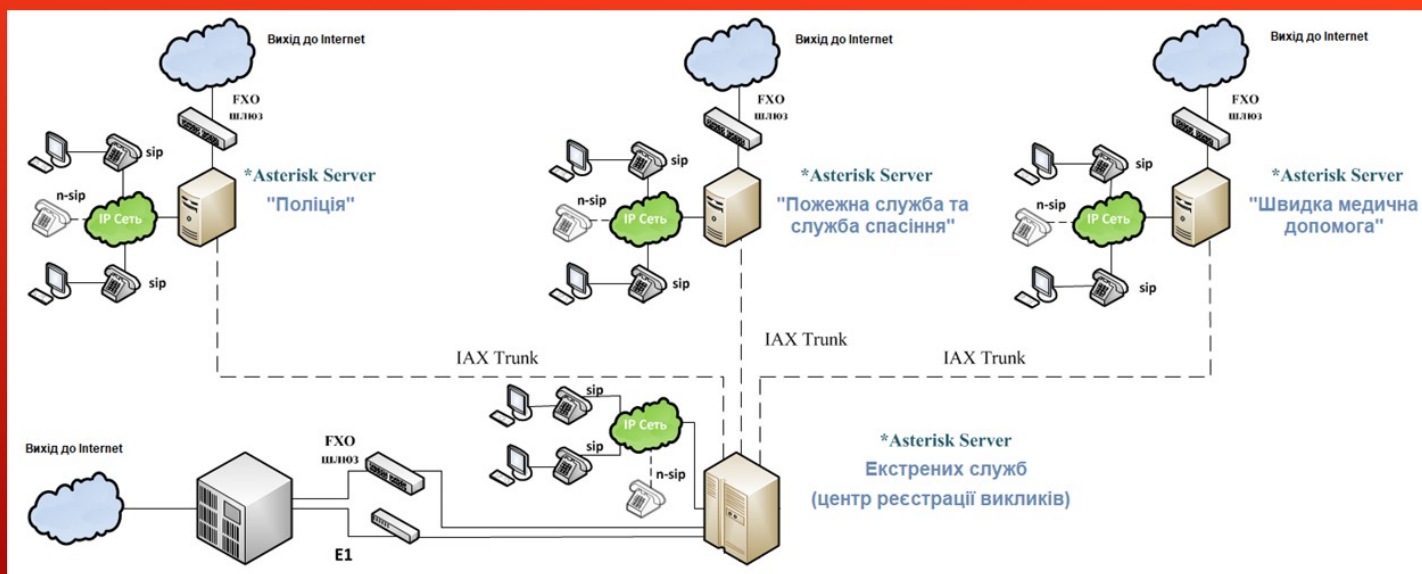 Вихід до Internet
FXO
шлюз
sip
*Asterisk Server
"Поліція"
n-sip
IP Сеть
sip
Вихід до Internet
FXO
шлюз
sip
*Asterisk Server
"Пожежна служба та
служба спасіння"
n-sip
IP Сеть
sip
Вихід до Internet
FXO
шлюз
sip
*Asterisk Server
"Швидка медична
допомога"
n-sip
IP Сеть
sip
IAX Trunk
IAX Trunk
IAX Trunk
Вихід до Internet
FXO
шлюз
E1
sip
IP Сеть
sip
n-sip
*Asterisk Server
Екстрених служб
(центр реєстрації викликів)